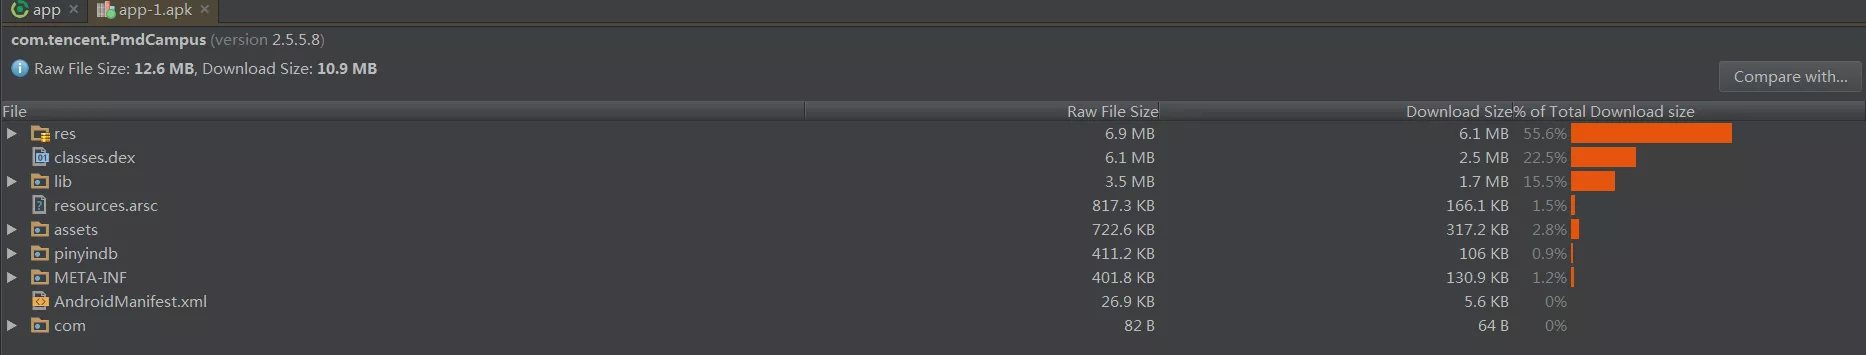 app × app-1.apk ×
com.tencent.PmdCampus (version 2.5.5.8)
Raw File Size: 12.6 MB, Download Size: 10.9 MB
Compare with...
File Raw File Size Download Size % of Total Download size
res 6.9 MB 6.1 MB 55.6%
classes.dex 6.1 MB 2.5 MB 22.5%
lib 3.5 MB 1.7 MB 15.5%
resources.arsc 817.3 KB 166.1 KB 1.5%
assets 722.6 KB 317.2 KB 2.8%
pinyindb 411.2 KB 106 KB 0.9%
META-INF 401.8 KB 130.9 KB 1.2%
AndroidManifest.xml 26.9 KB 5.6 KB 0%
com 82 B 64 B 0%